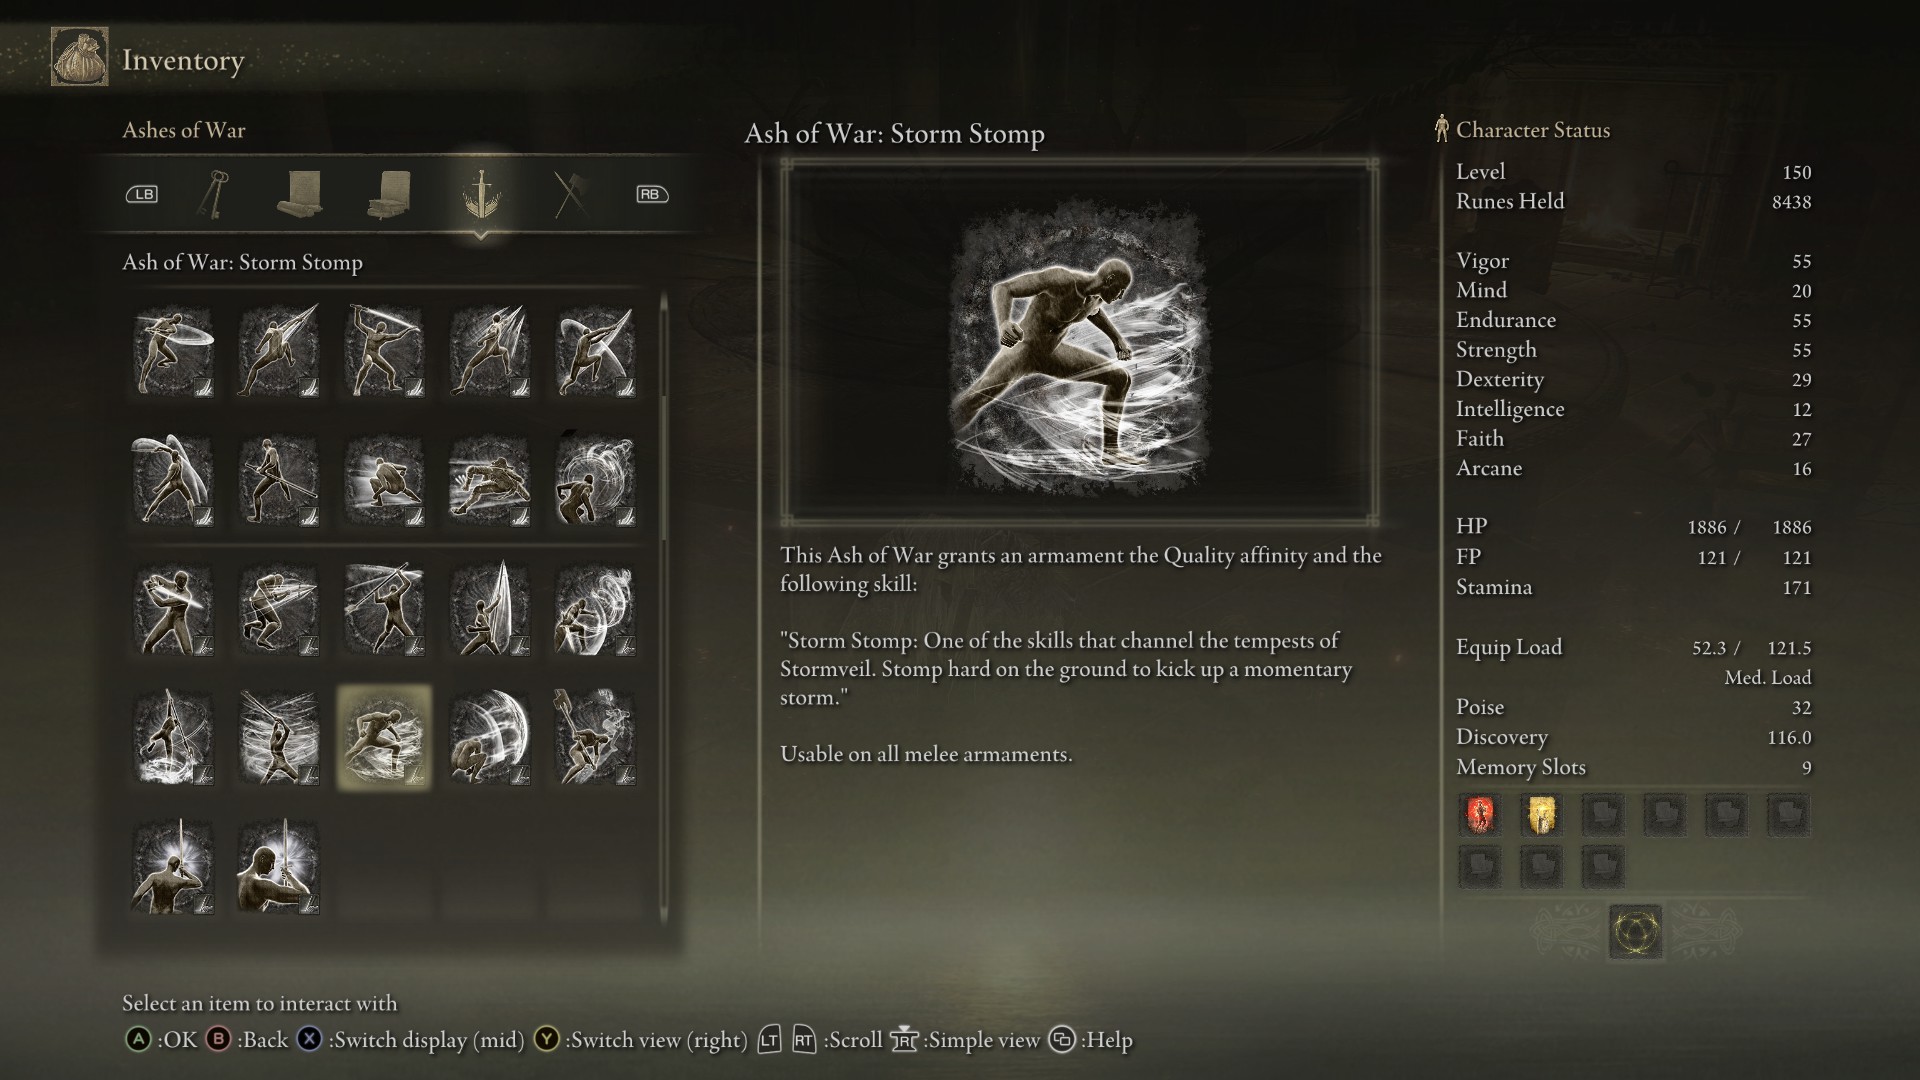 Inventory
Ashes of War
LB
RB
Ash of War: Storm Stomp
Ash of War: Storm Stomp
This Ash of War grants an armament the Quality affinity and the
following skill:
"Storm Stomp: One of the skills that channel the tempests of
Stormveil. Stomp hard on the ground to kick up a momentary
storm."
Usable on all melee armaments.
Character Status
Level 150
Runes Held 8438
Vigor 55
Mind 20
Endurance 55
Strength 55
Dexterity 29
Intelligence 12
Faith 27
Arcane 16
HP 1886 / 1886
FP 121 / 121
Stamina 171
Equip Load 52.3 / 121.5
Med. Load
Poise 32
Discovery 116.0
Memory Slots 9
Select an item to interact with
A :OK B :Back X :Switch display (mid) Y :Switch view (right) LT RT :Scroll R :Simple view :Help